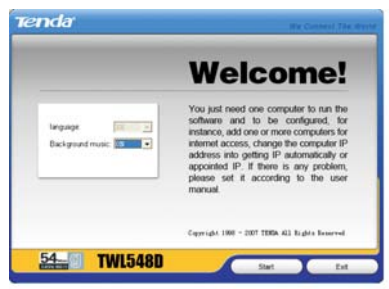 Tenda
We Connect The World
Welcome!
You just need one computer to run the
software and to be configured, for
instance, add one or more computers for
internet access, change the computer IP
address into getting IP automatically or
appointed IP. If there is any problem,
please set it according to the user
manual.
language:
Background music:
Copyright 1998 - 2007 TENDA All Rights Reserved
54
TWL548D
Start
Exit